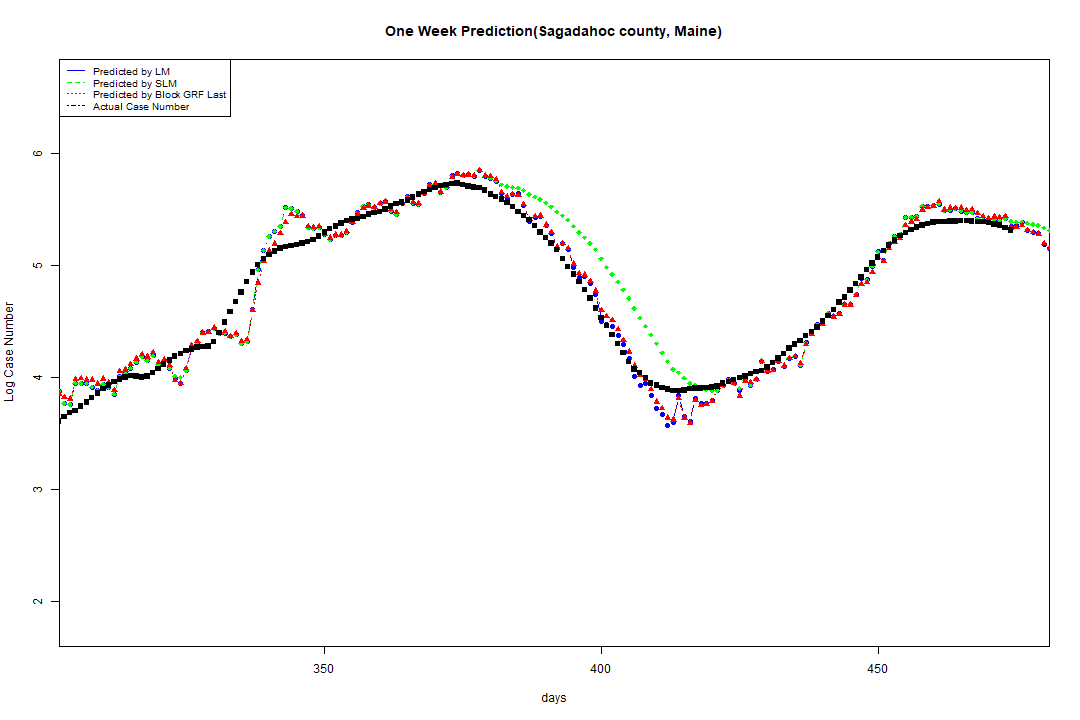 One Week Prediction(Sagadahoc county, Maine)
Predicted by LM
Predicted by SLM
Predicted by Block GRF Last
Actual Case Number
6
5
4
3
2
Log Case Number
350 400 450
days